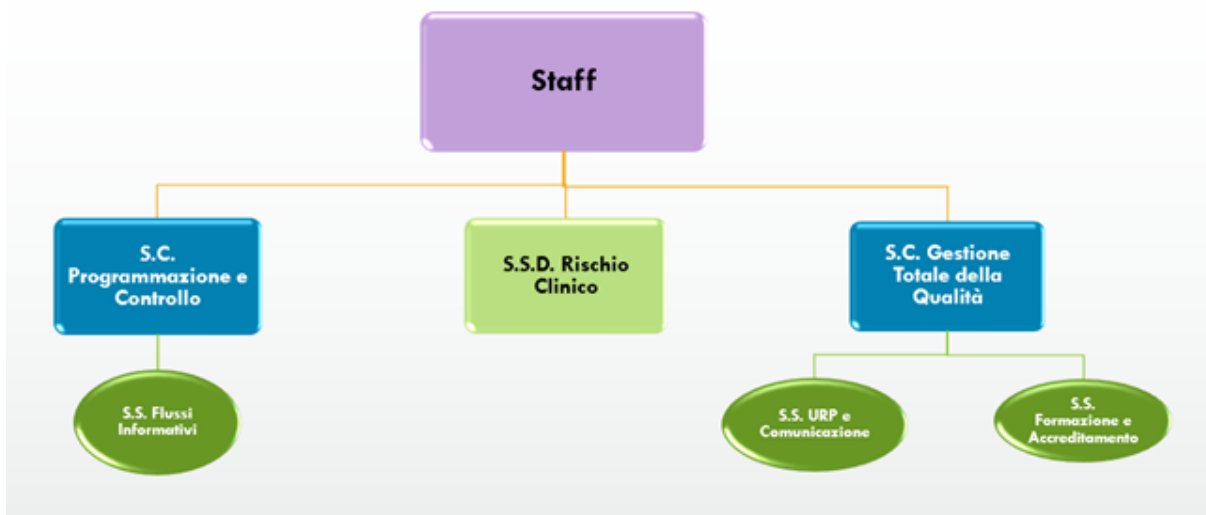 Staff
S.C.
Programmazione e
Controllo
S.S.D. Rischio
Clinico
S.C. Gestione
Totale della
Qualità
S.S. Flussi
Informativi
S.S. URP e
Comunicazione
S.S.
Formazione e
Accreditamento